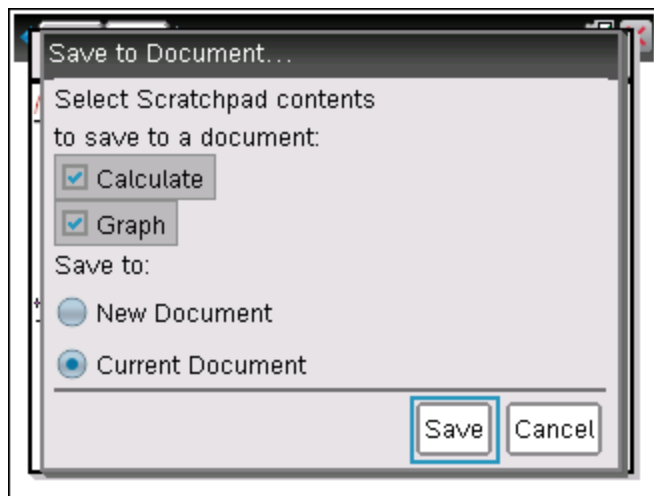 Save to Document...
Select Scratchpad contents
to save to a document:
Calculate
Graph
Save to:
New Document
Current Document
Save Cancel